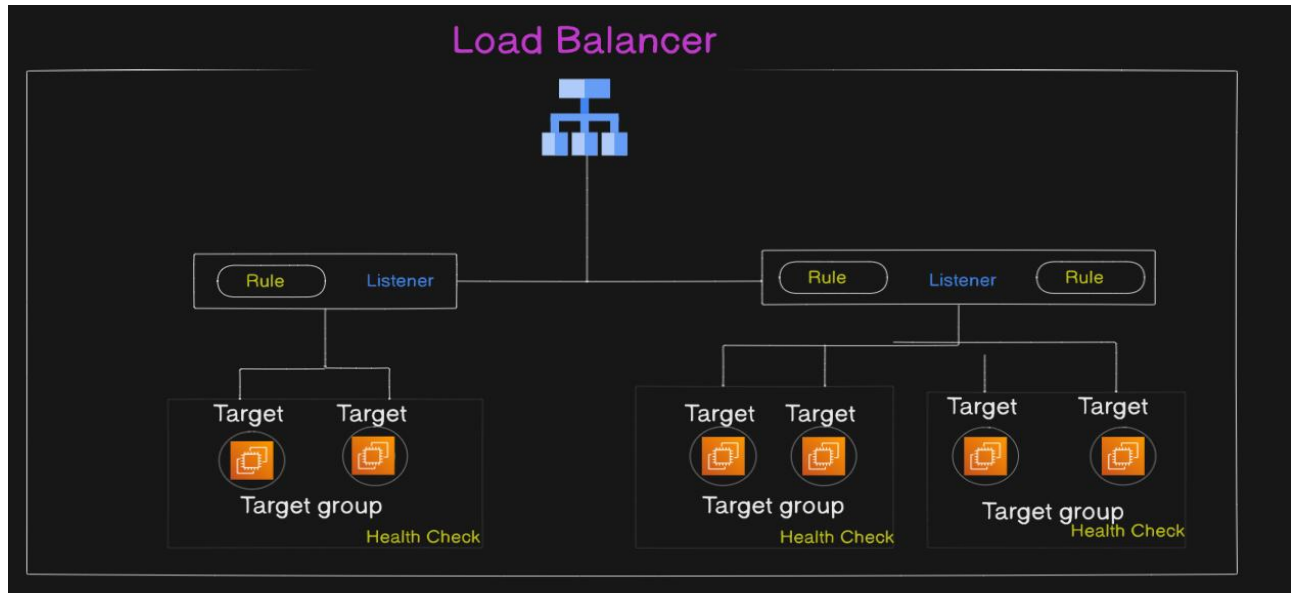 Load Balancer
Rule Listener
Rule Listener Rule
Target Target
Target group
Health Check
Target Target
Target group
Health Check
Target Target
Target group
Health Check